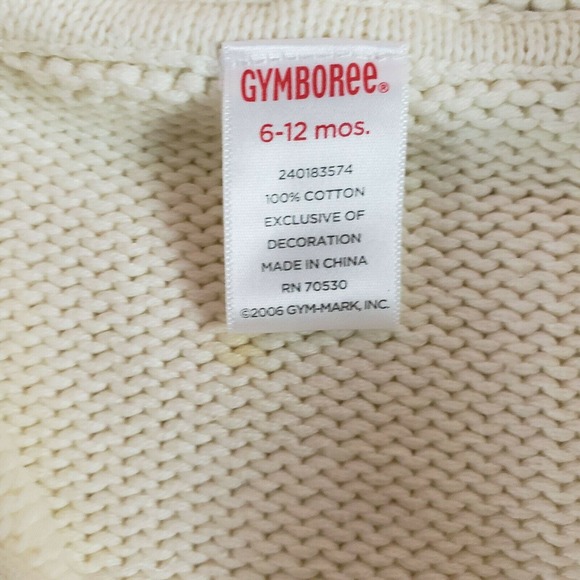 GYMBOREE®
6-12 mos.
240183574
100% COTTON
EXCLUSIVE OF
DECORATION
MADE IN CHINA
RN 70530
©2006 GYM-MARK, INC.